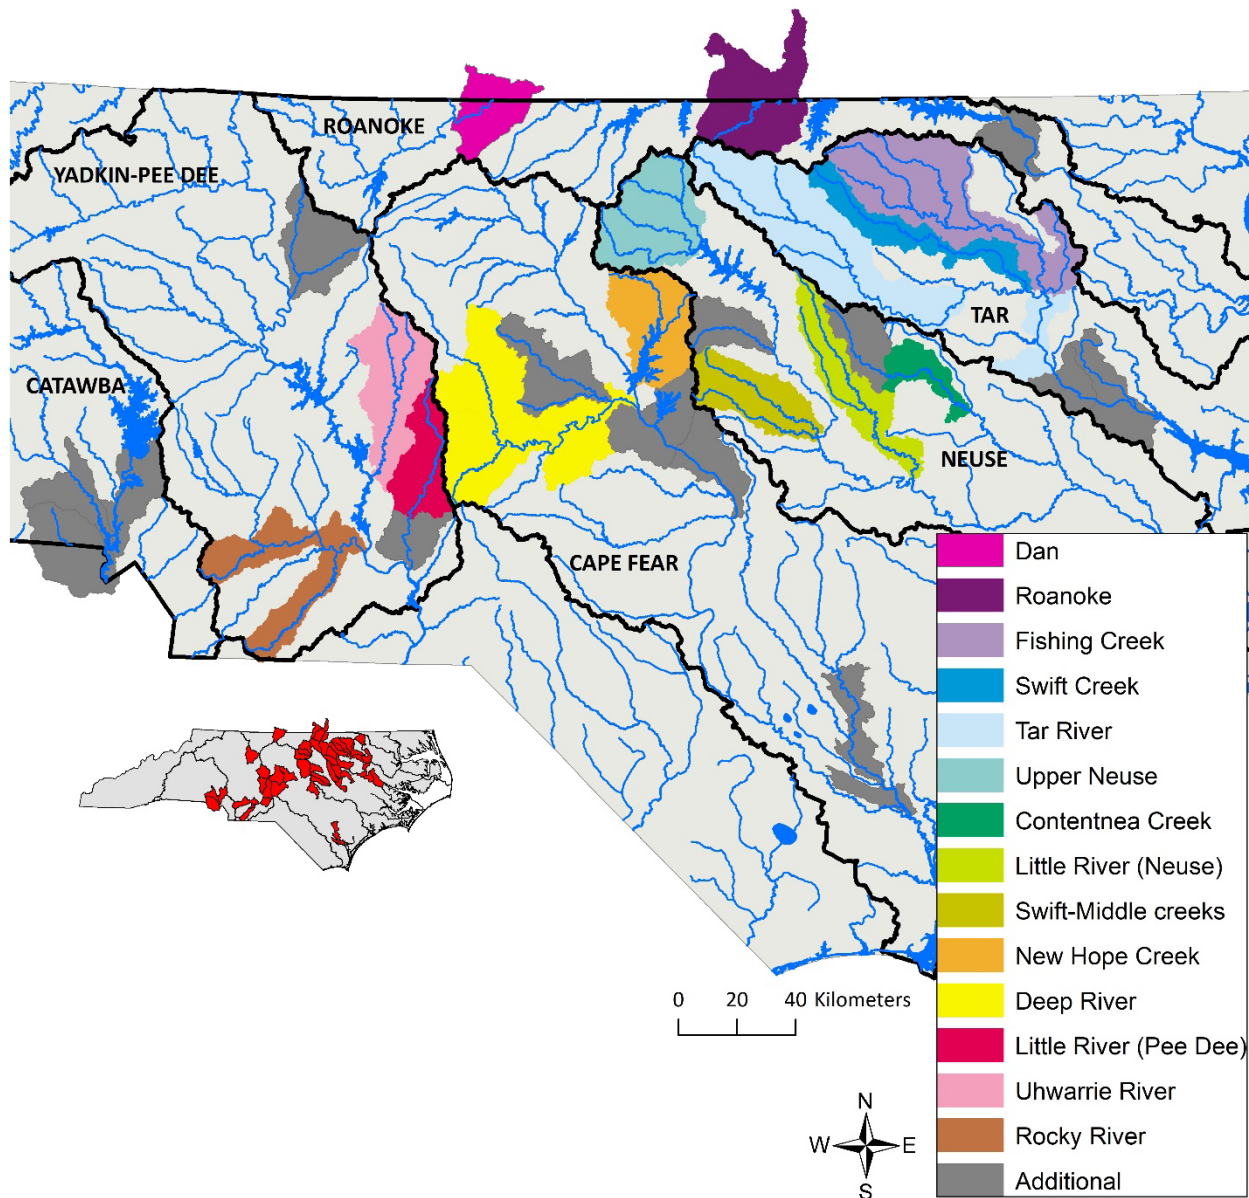 ROANOKE
YADKIN-PEE DEE
TAR
CATAWBA
NEUSE
CAPE FEAR
Dan
Roanoke
Fishing Creek
Swift Creek
Tar River
Upper Neuse
Contentnea Creek
Little River (Neuse)
Swift-Middle creeks
New Hope Creek
Deep River
Little River (Pee Dee)
Uhwarrie River
Rocky River
Additional
0 20 40 Kilometers
N
W E
S